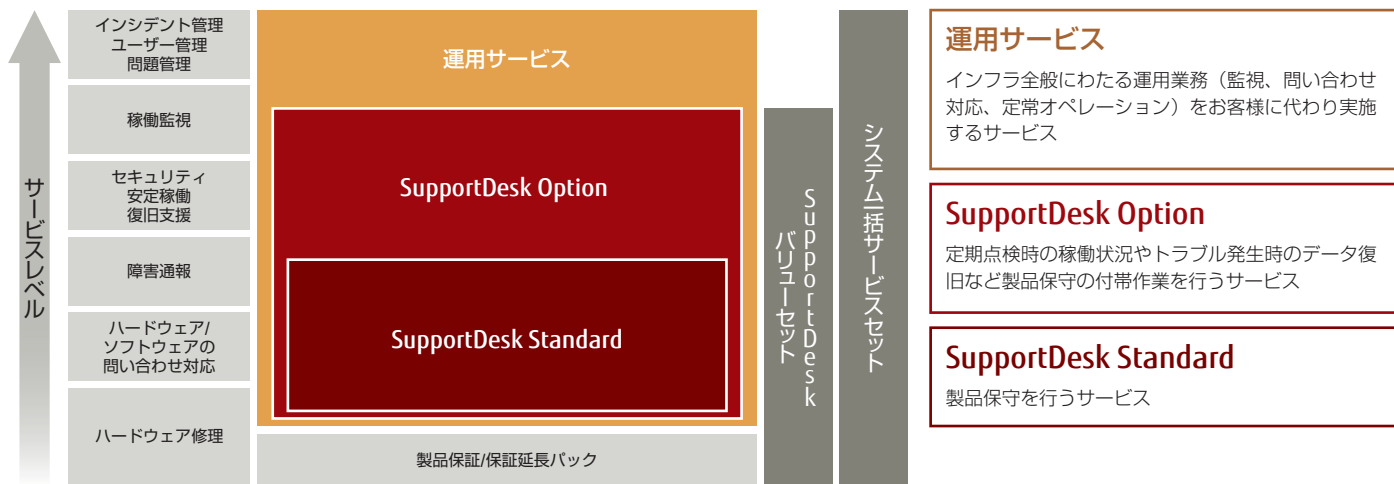 サービスレベル
インシデント管理
ユーザー管理
問題管理
稼働監視
セキュリティ
安定稼働
復旧支援
障害通報
ハードウェア/
ソフトウェアの
問い合わせ対応
ハードウェア修理
運用サービス
SupportDesk Option
SupportDesk Standard
製品保証/保証延長パック
SupportDesk
バリューセット
システム一括サービスセット
運用サービス
インフラ全般にわたる運用業務（監視、問い合わせ
対応、定常オペレーション）をお客様に代わり実施
するサービス
SupportDesk Option
定期点検時の稼働状況やトラブル発生時のデータ復
旧など製品保守の付帯作業を行うサービス
SupportDesk Standard
製品保守を行うサービス